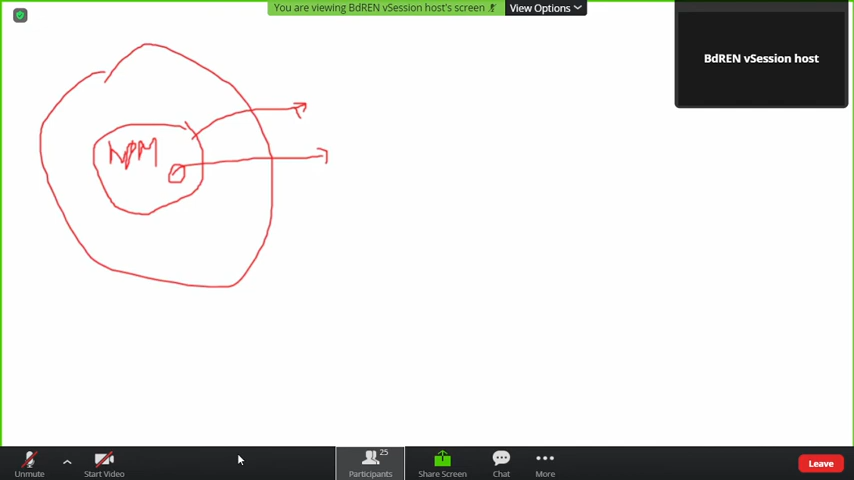 You are viewing BdREN vSession host's screen
View Options
BdREN vSession host
NPM
Unmute
Start Video
25
Participants
Share Screen
Chat
More
Leave